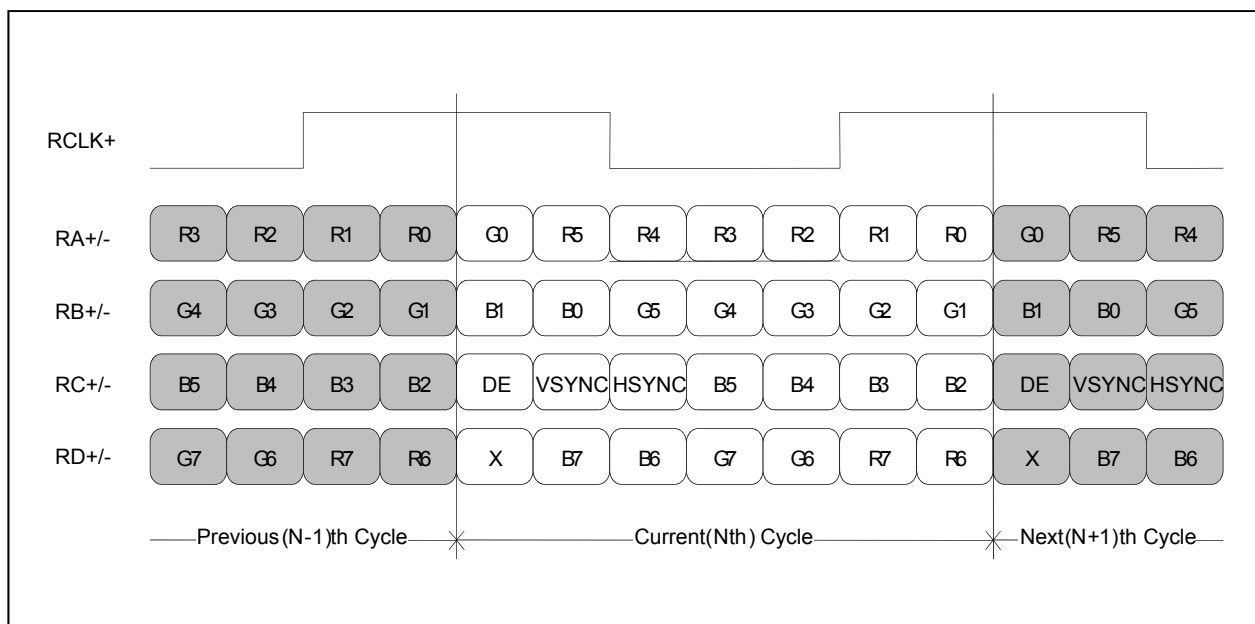 RCLK+
RA+/- R3 R2 R1 R0 G0 R5 R4 R3 R2 R1 R0 G0 R5 R4
RB+/- G4 G3 G2 G1 B1 B0 G5 G4 G3 G2 G1 B1 B0 G5
RC+/- B5 B4 B3 B2 DE VSYNC HSYNC B5 B4 B3 B2 DE VSYNC HSYNC
RD+/- G7 G6 R7 R6 X B7 B6 G7 G6 R7 R6 X B7 B6
Previous(N-1)th Cycle Current(Nth) Cycle Next(N+1)th Cycle